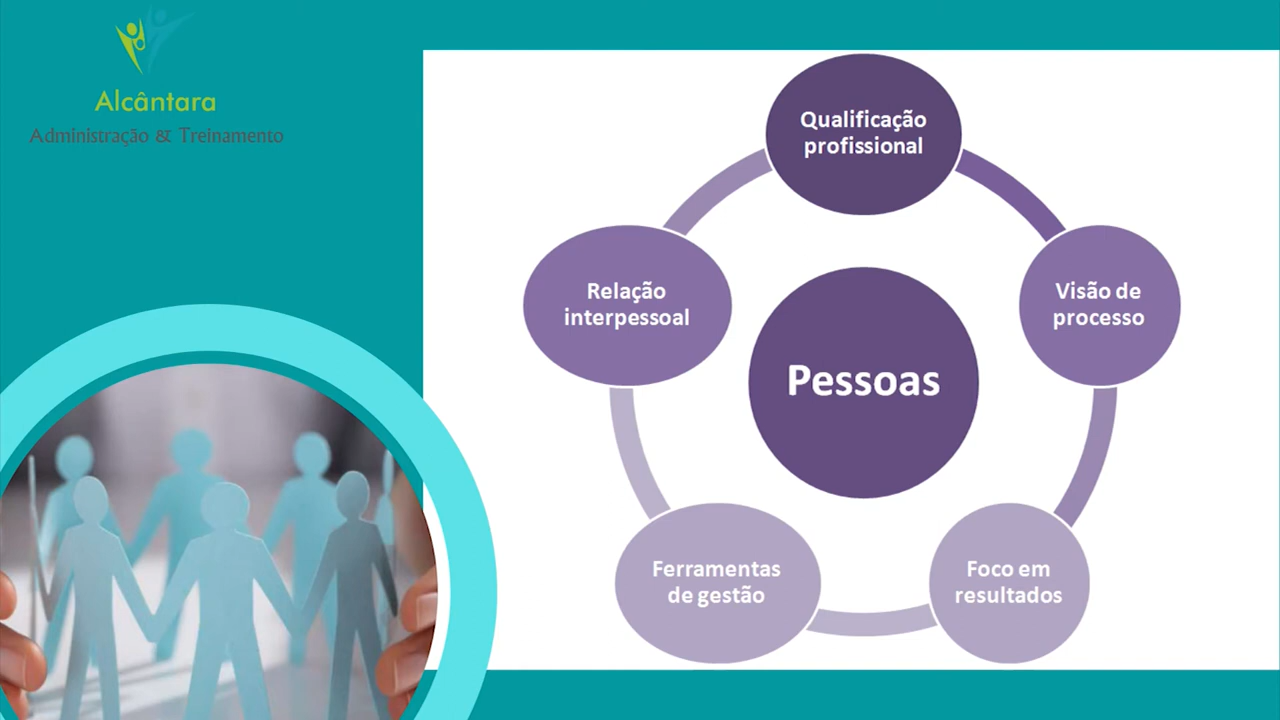 Alcântara
Administração & Treinamento
Qualificação
profissional
Relação
interpessoal
Visão de
processo
Pessoas
Ferramentas
de gestão
Foco em
resultados